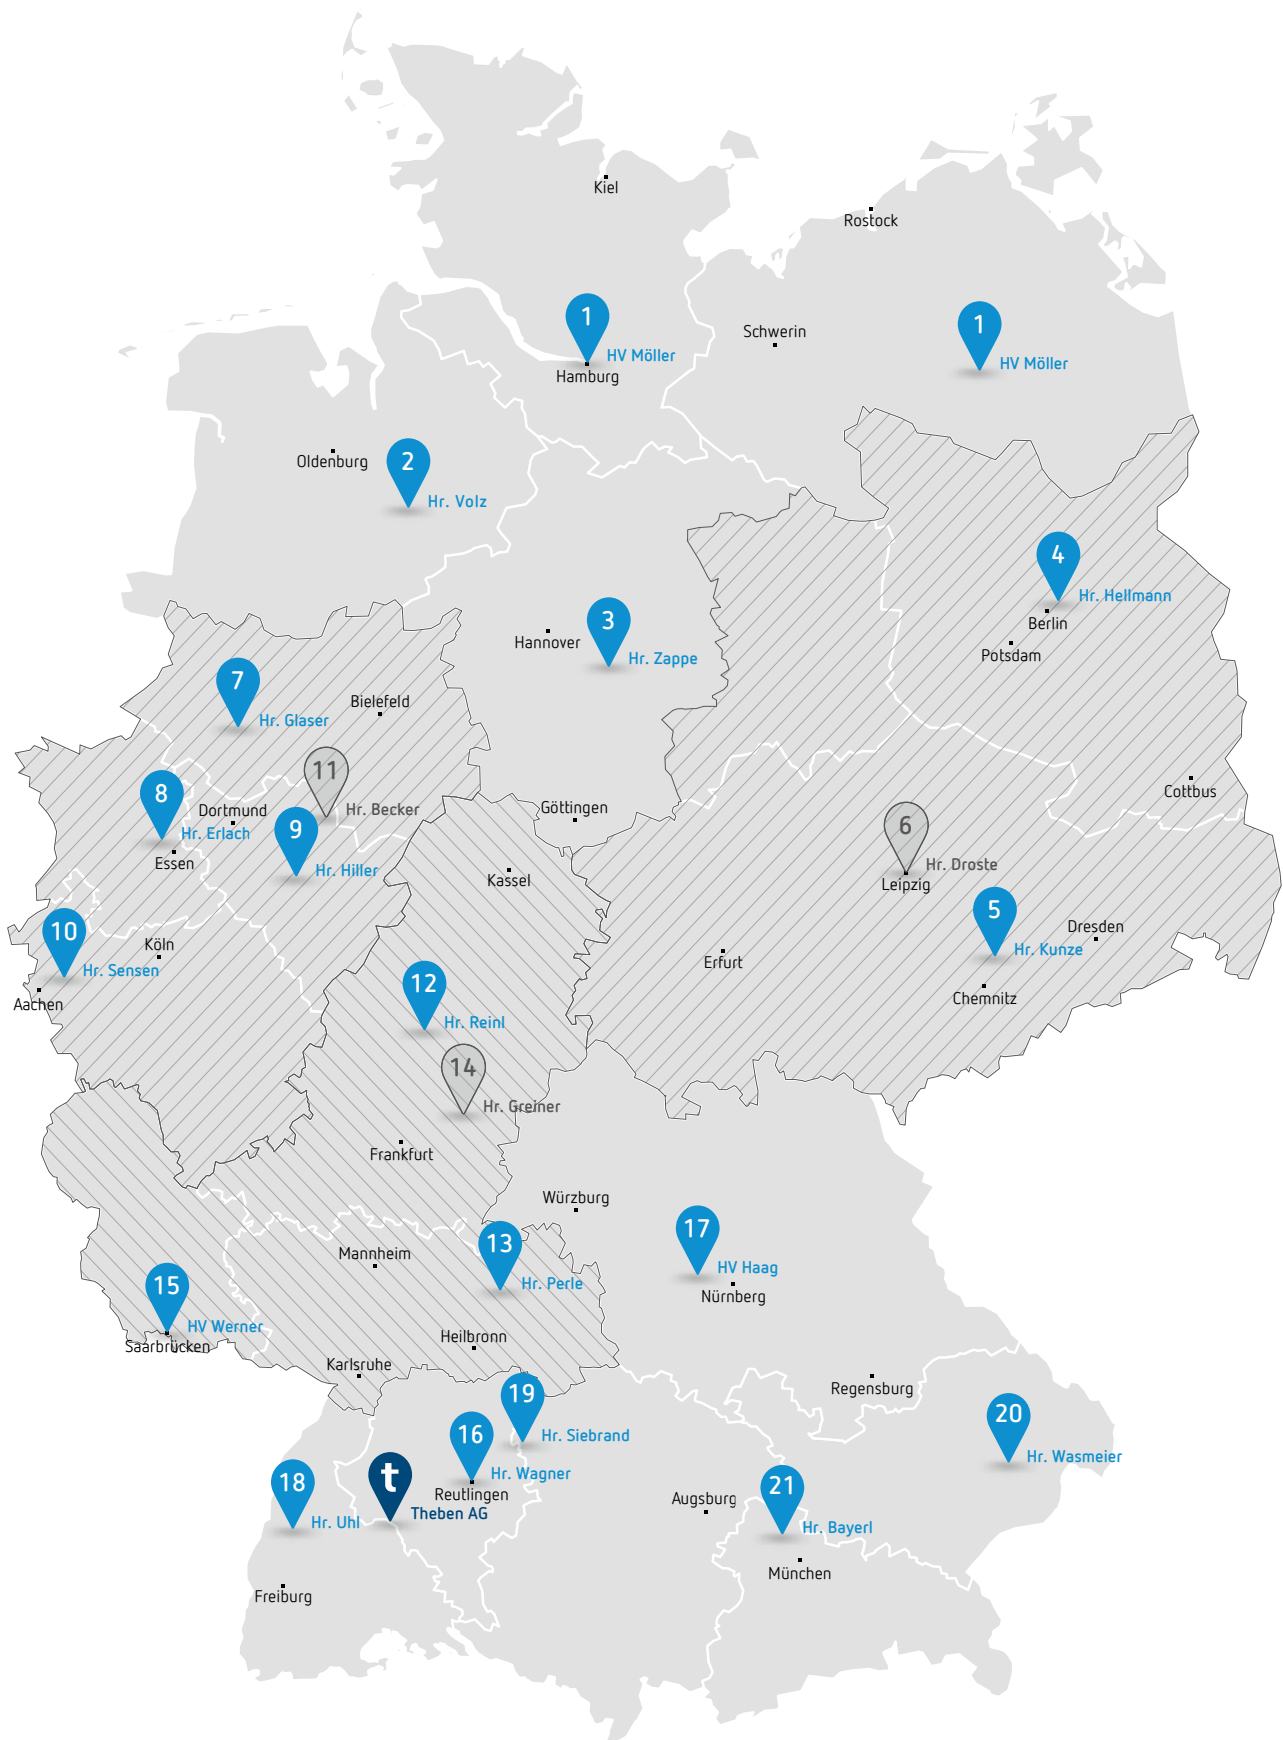 Kiel
Rostock
1
HV Möller
Hamburg
Schwerin
1
HV Möller
Oldenburg
2
Hr. Volz
4
Hr. Hellmann
Berlin
Potsdam
Hannover
3
Hr. Zappe
7
Hr. Glaser
Bielefeld
11
Hr. Becker
8
Hr. Erlach
Essen
Dortmund
9
Hr. Hiller
Göttingen
Cottbus
6
Hr. Droste
Leipzig
Kassel
5
Hr. Kunze
Dresden
10
Hr. Sensen
Aachen
Köln
Erfurt
Chemnitz
12
Hr. Reinl
14
Hr. Greiner
Frankfurt
Würzburg
17
HV Haag
Nürnberg
Mannheim
13
Hr. Perle
15
HV Werner
Saarbrücken
Heilbronn
Karlsruhe
19
Hr. Siebrand
Regensburg
20
Hr. Wasmeier
16
Hr. Wagner
Reutlingen
18
Hr. Uhl
t
Theben AG
Augsburg
21
Hr. Bayerl
München
Freiburg